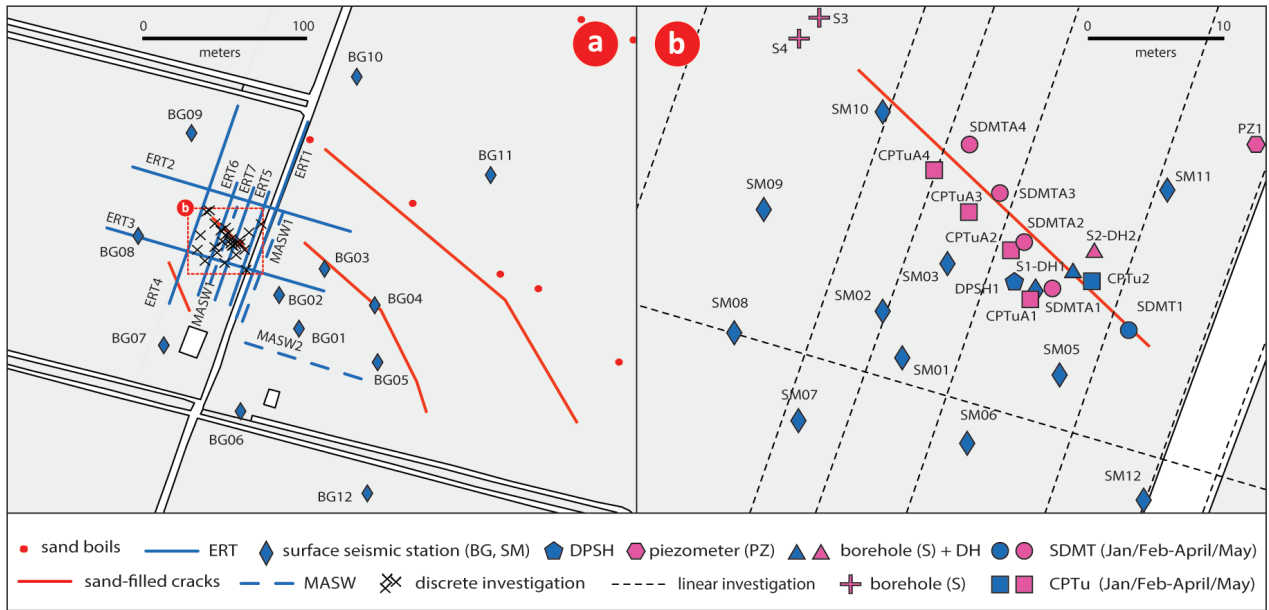 0 100
meters
a
BG10
BG09
ERT2
ERT6
ERT7
ERT5
ERT1
BG11
b
ERT3
BG08
MASW1
BG03
ERT4
MASW1
BG02
BG04
BG07
BG01
MASW2
BG05
BG06
BG12
b
S3
S4
0 10
meters
SM10
SDMTA4
PZ1
CPTuA4
SM09
CPTuA3
SDMTA3
SM11
SDMTA2
CPTuA2
S2-DH2
SM03
S1-DH1
CPTu2
DPSH1
SM08
SM02
CPTuA1
SDMTA1
SDMT1
SM01
SM05
SM07
SM06
SM12
sand boils ERT surface seismic station (BG, SM) DPSH piezometer (PZ) borehole (S) + DH SDMT (Jan/Feb-April/May)
sand-filled cracks MASW discrete investigation linear investigation borehole (S) CPTu (Jan/Feb-April/May)